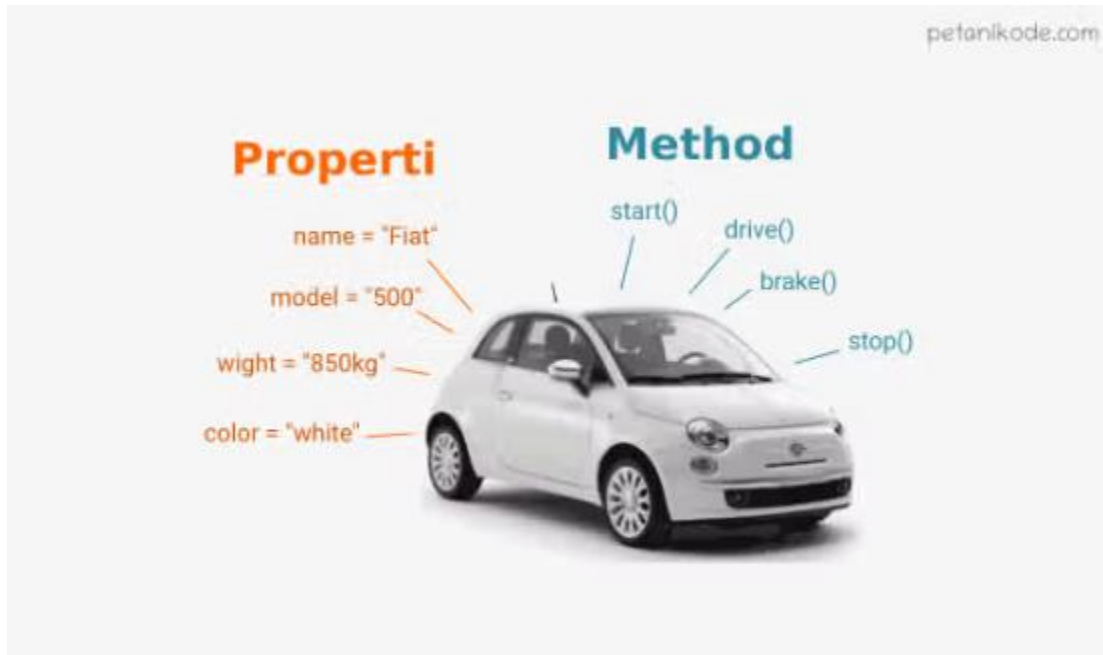 petanikode.com
Properti
Method
name = "Fiat"
model = "500"
wight = "850kg"
color = "white"
start()
drive()
brake()
stop()